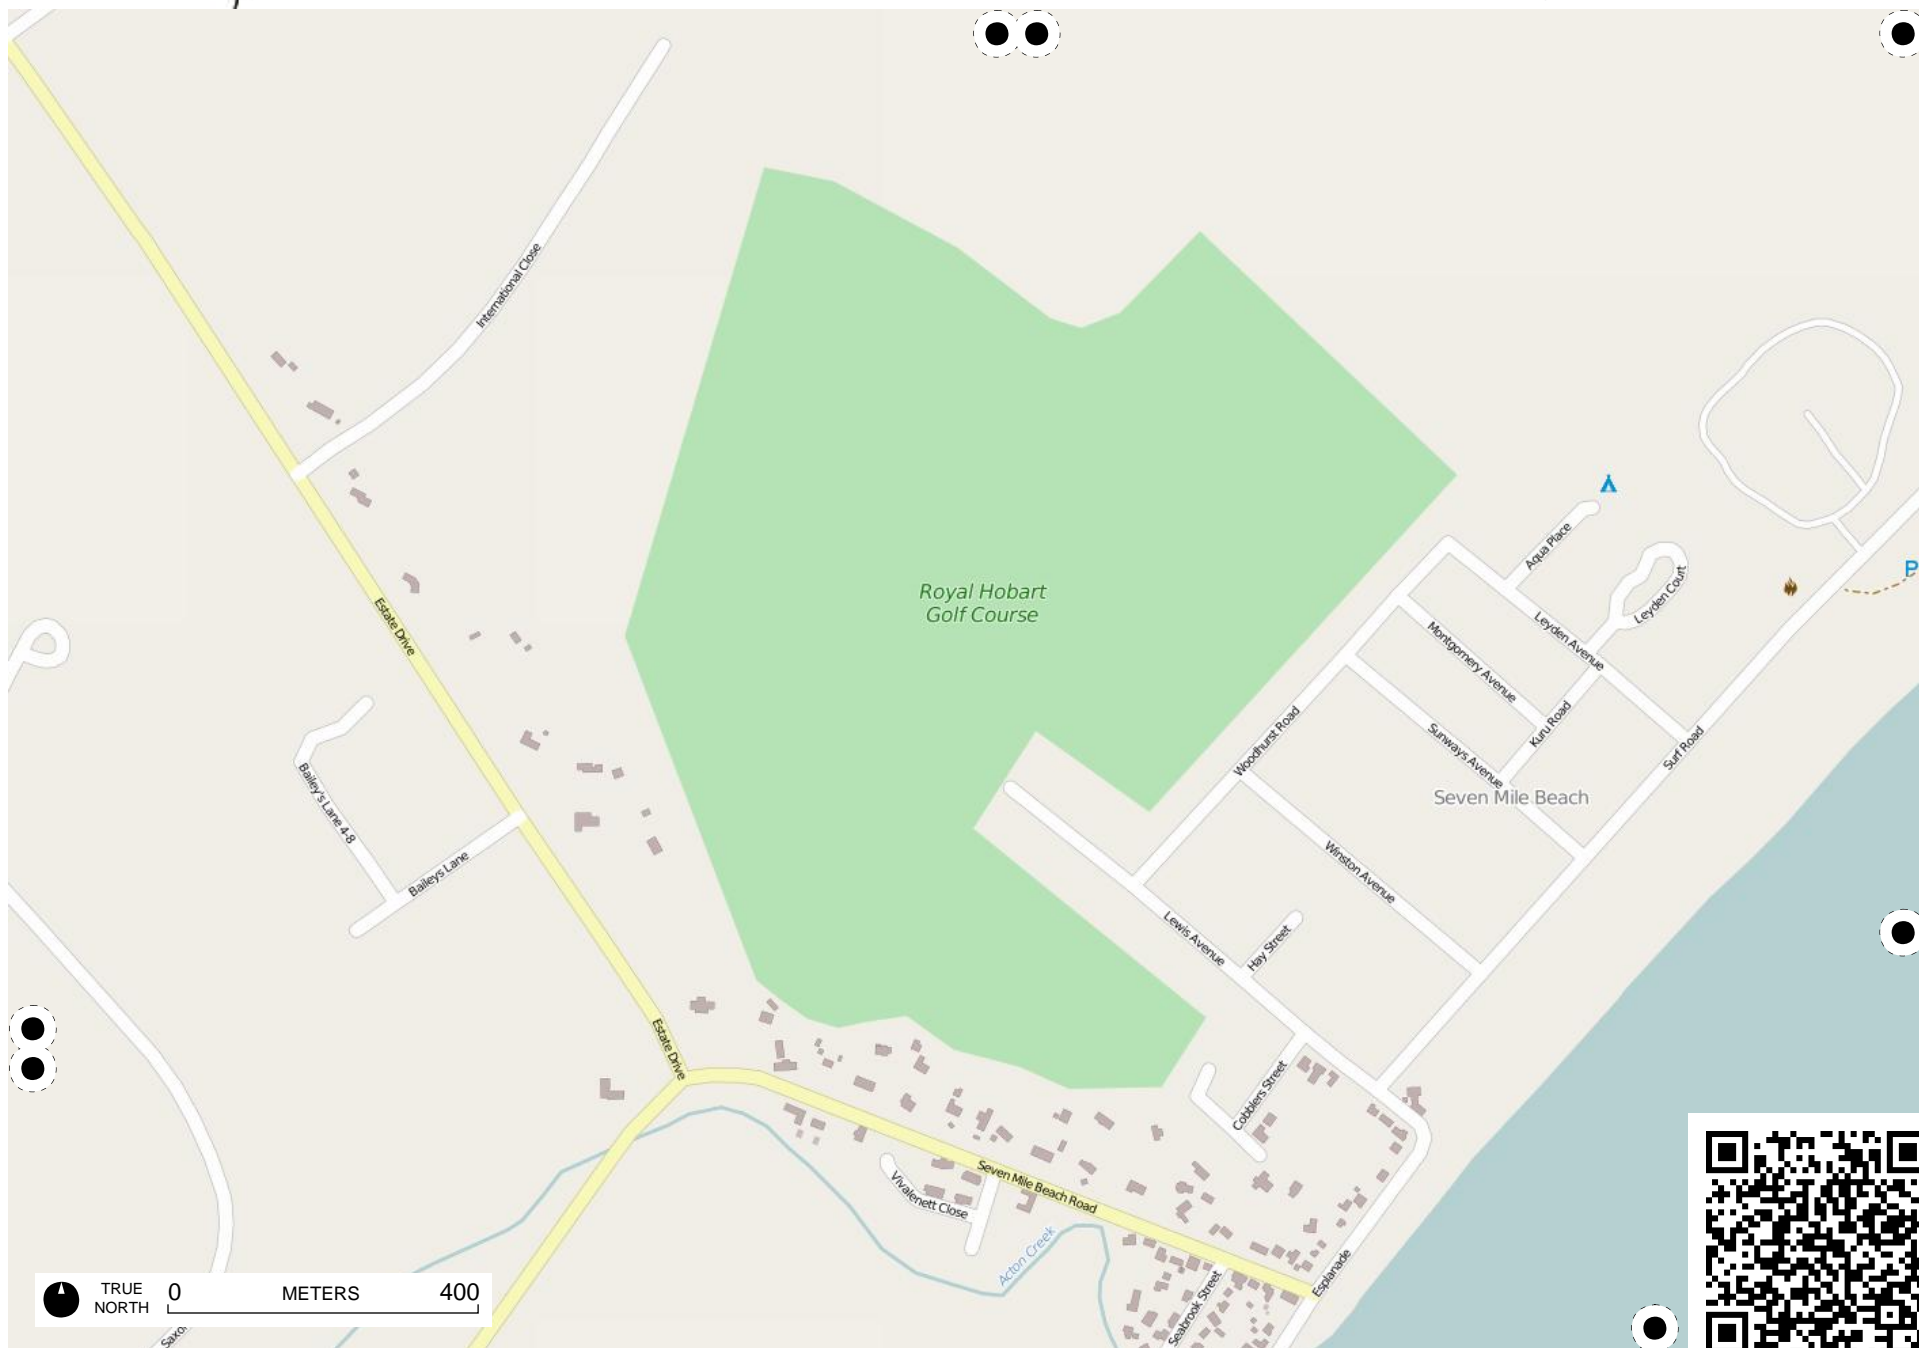 International Close
Estate Drive
Royal Hobart
Golf Course
Aqua Place
Leyden Court
Leyden Avenue
Montgomery Avenue
Kuru Road
Sunways Avenue
Woodhurst Road
Surf Road
Seven Mile Beach
P
Bailey's Lane 4-8
Baileys Lane
Winston Avenue
Lewis Avenue
Hay Street
Estate Drive
Cobblers Street
Seven Mile Beach Road
Vivalenett Close
Acton Creek
Esplanade
Seabrook Street
TRUE
NORTH
0 METERS 400